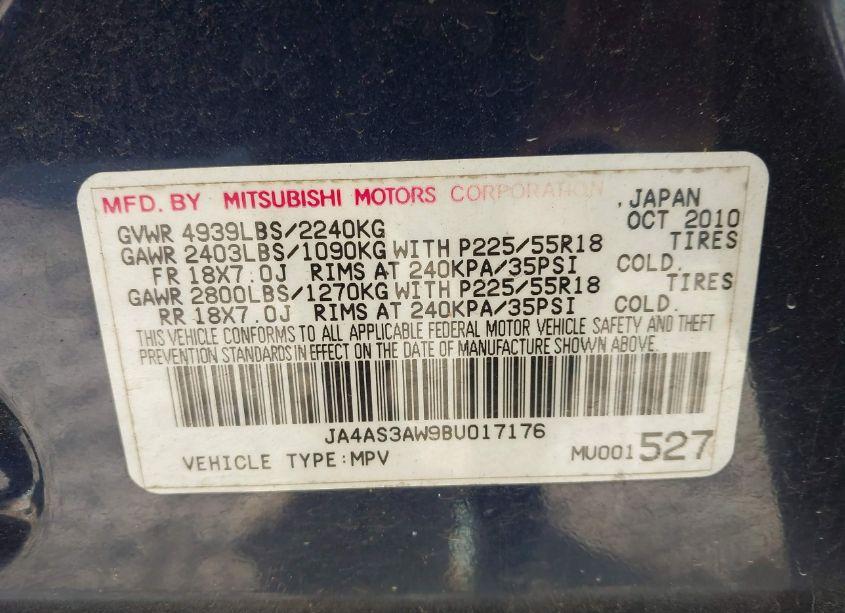 MFD. BY MITSUBISHI MOTORS CORPORATION, JAPAN
GVWR 4939LBS/2240KG OCT 2010
GAWR 2403LBS/1090KG WITH P225/55R18 TIRES
FR 18X7.0J RIMS AT 240KPA/35PSI COLD.
GAWR 2800LBS/1270KG WITH P225/55R18 TIRES
RR 18X7.0J RIMS AT 240KPA/35PSI COLD.
THIS VEHICLE CONFORMS TO ALL APPLICABLE FEDERAL MOTOR VEHICLE SAFETY AND THEFT
PREVENTION STANDARDS IN EFFECT ON THE DATE OF MANUFACTURE SHOWN ABOVE.
JA4AS3AW9BU017176
VEHICLE TYPE:MPV MU001527